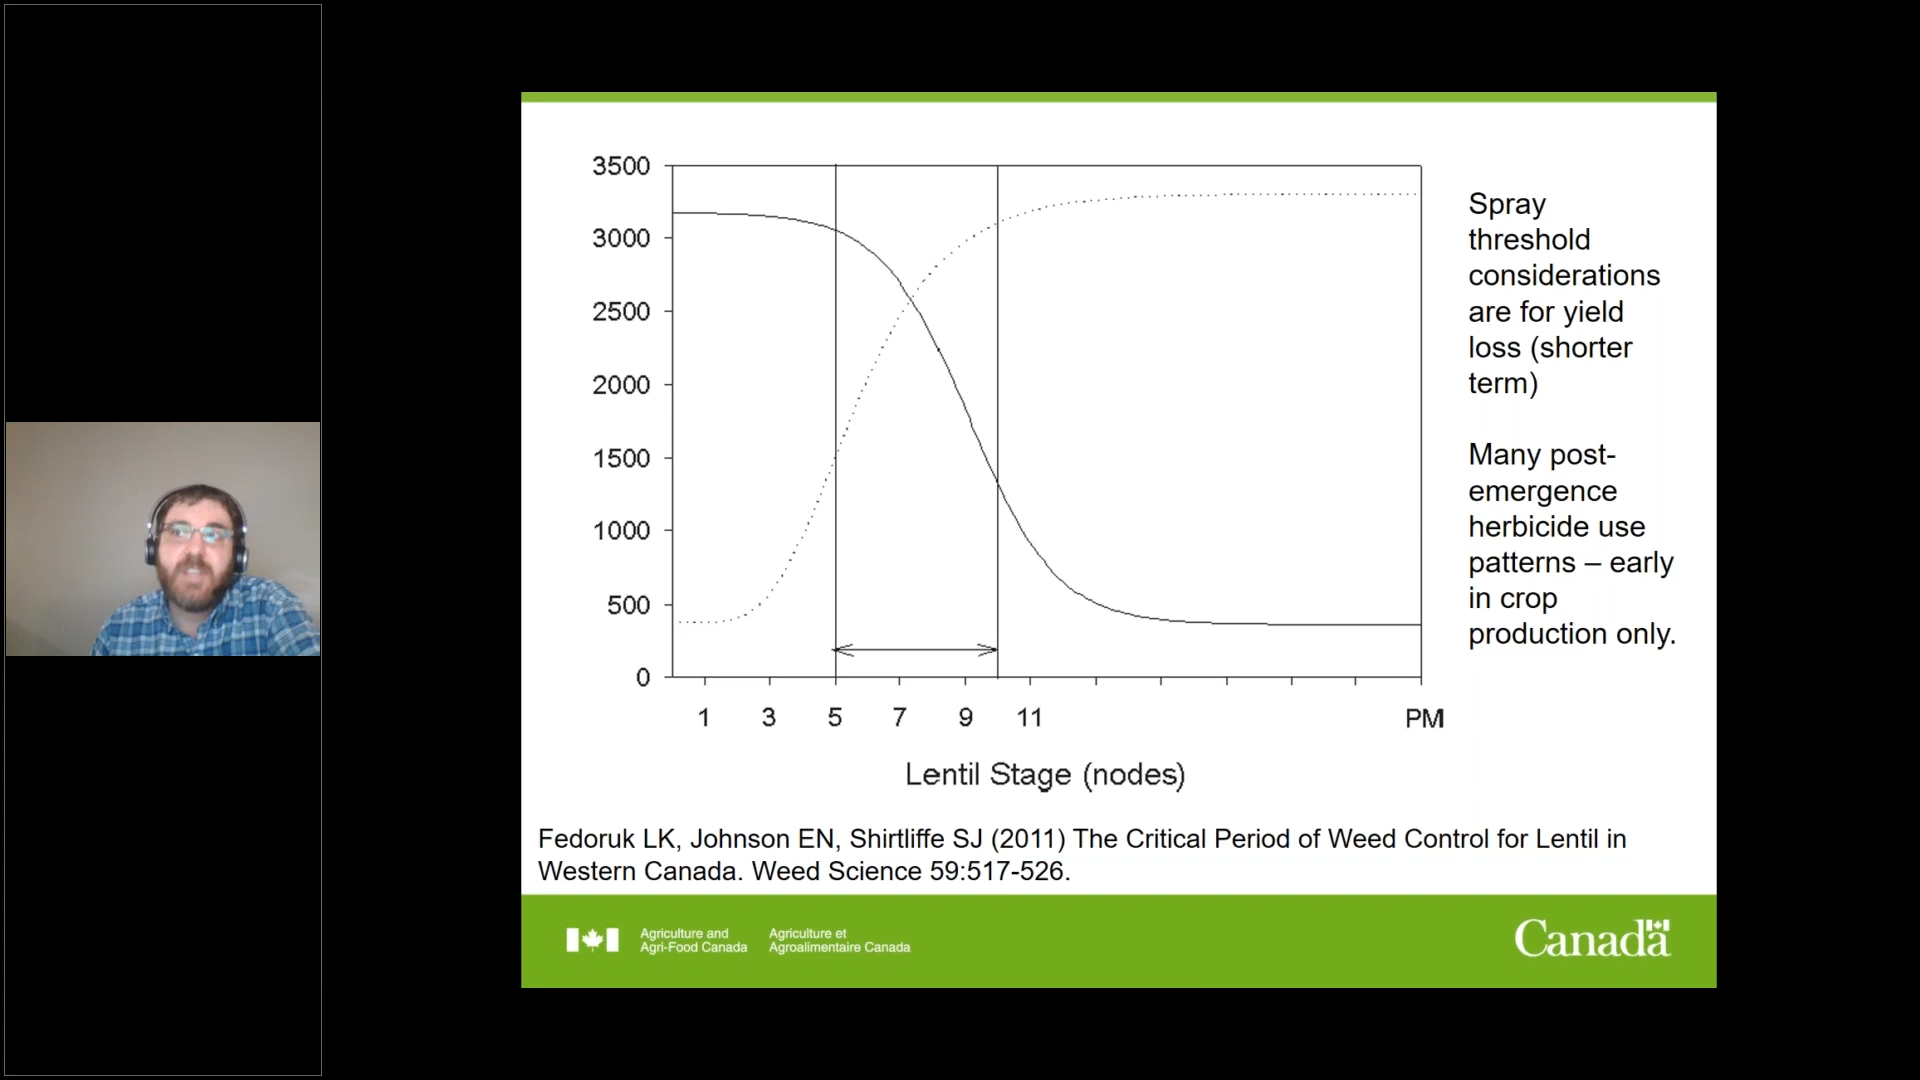 3500
3000
2500
2000
1500
1000
500
0
1 3 5 7 9 11 PM
Lentil Stage (nodes)
Spray
threshold
considerations
are for yield
loss (shorter
term)
Many post-
emergence
herbicide use
patterns – early
in crop
production only.
Fedoruk LK, Johnson EN, Shirtliffe SJ (2011) The Critical Period of Weed Control for Lentil in
Western Canada. Weed Science 59:517-526.
Agriculture and
Agri-Food Canada
Agriculture et
Agroalimentaire Canada
Canada